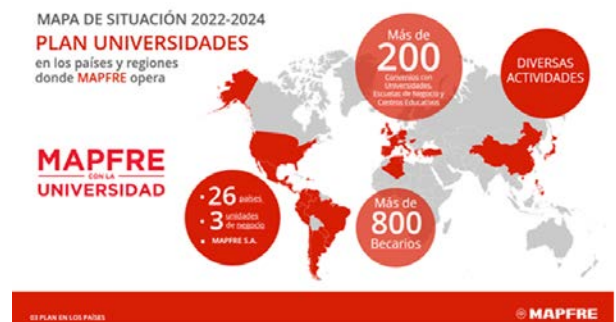 MAPA DE SITUACIÓN 2022-2024
PLAN UNIVERSIDADES
en los países y regiones
donde MAPFRE opera
MAPFRE
CON LA
UNIVERSIDAD
• 26 países
• 3 unidades
de negocio
• MAPFRE S.A.
Más de
200
Convenios con
Universidades,
Escuelas de Negocio y
Centros Educativos
DIVERSAS
ACTIVIDADES
Más de
800
Becarios
03 PLAN EN LOS PAÍSES
MAPFRE